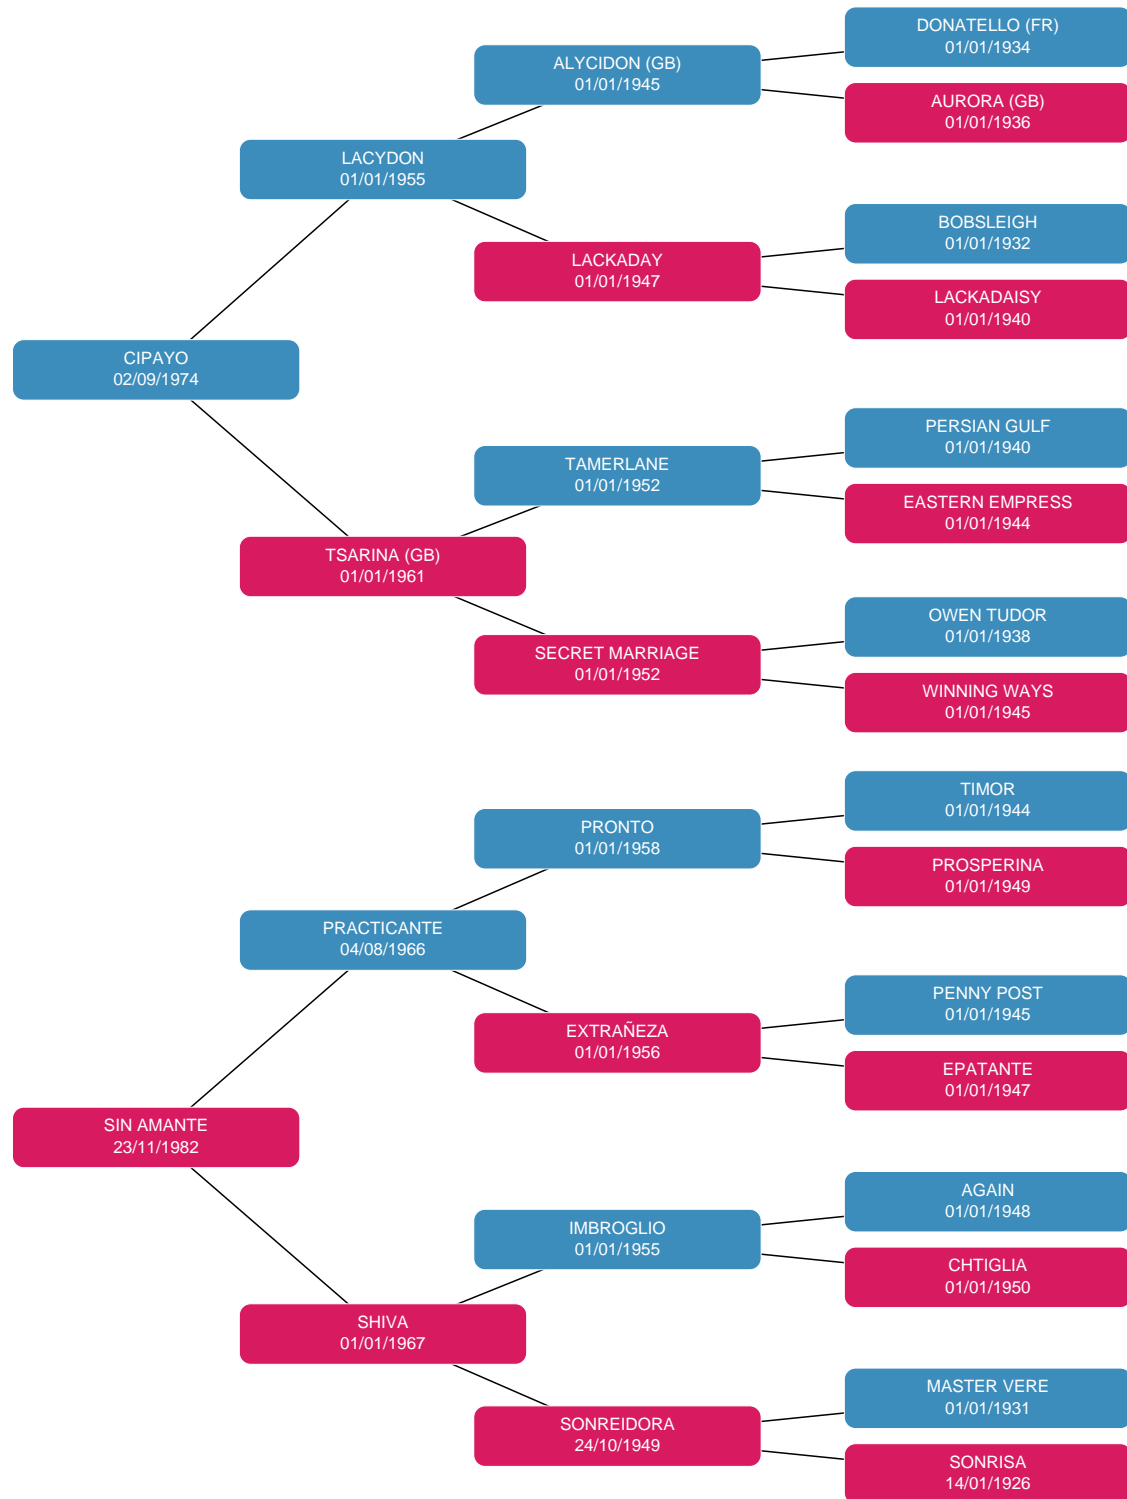 DONATELLO (FR)
01/01/1934
ALYCIDON (GB)
01/01/1945
AURORA (GB)
01/01/1936
LACYDON
01/01/1955
BOBSLEIGH
01/01/1932
LACKADAY
01/01/1947
LACKADAISY
01/01/1940
CIPAYO
02/09/1974
PERSIAN GULF
01/01/1940
TAMERLANE
01/01/1952
EASTERN EMPRESS
01/01/1944
TSARINA (GB)
01/01/1961
OWEN TUDOR
01/01/1938
SECRET MARRIAGE
01/01/1952
WINNING WAYS
01/01/1945
TIMOR
01/01/1944
PRONTO
01/01/1958
PROSPERINA
01/01/1949
PRACTICANTE
04/08/1966
PENNY POST
01/01/1945
EXTRAÑEZA
01/01/1956
EPATANTE
01/01/1947
SIN AMANTE
23/11/1982
AGAIN
01/01/1948
IMBROGLIO
01/01/1955
CHTIGLIA
01/01/1950
SHIVA
01/01/1967
MASTER VERE
01/01/1931
SONREIDORA
24/10/1949
SONRISA
14/01/1926